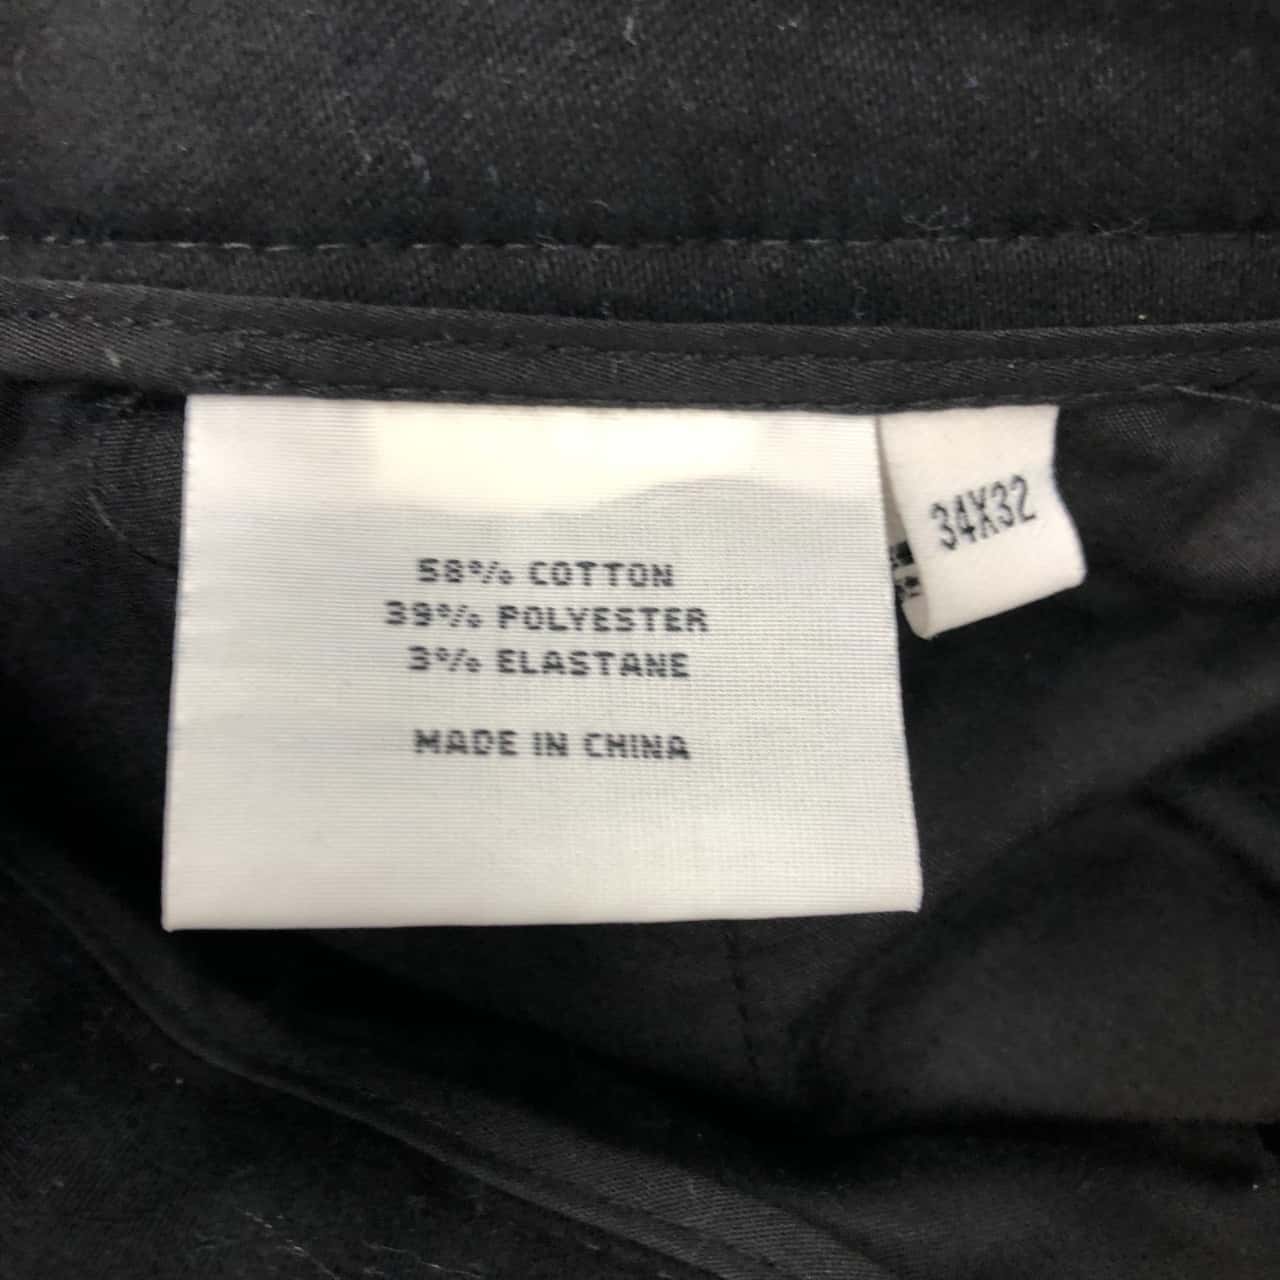 58% COTTON
39% POLYESTER
3% ELASTANE
MADE IN CHINA
34X32